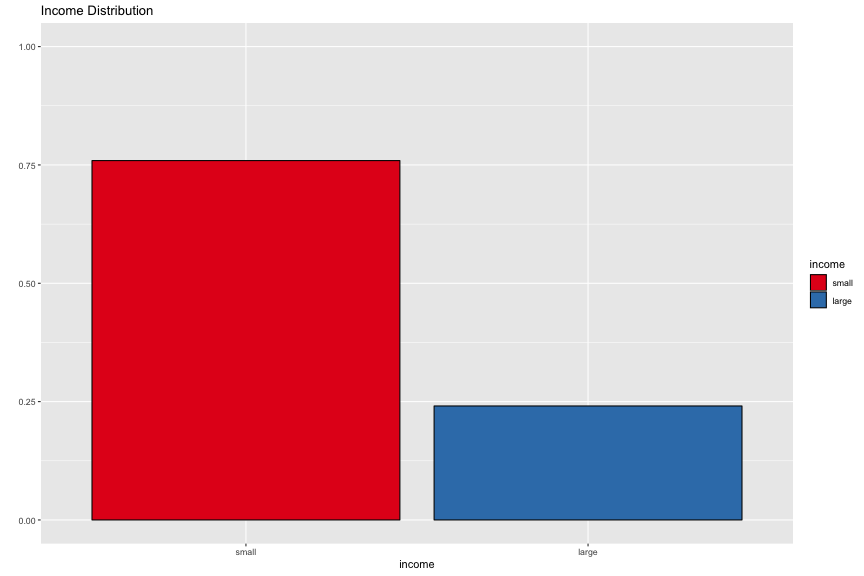 Income Distribution
1.00
0.75
0.50
0.25
0.00
small
large
income
income
small
large